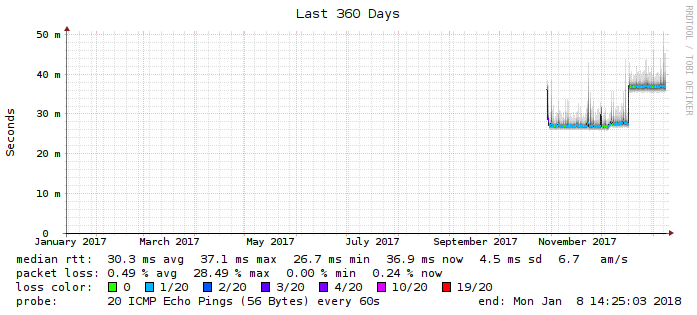 Last 360 Days
RRDTOOL / TOBI OETIKER
50 m
40 m
30 m
20 m
10 m
0
Seconds
January 2017 March 2017 May 2017 July 2017 September 2017 November 2017
median rtt: 30.3 ms avg 37.1 ms max 26.7 ms min 36.9 ms now 4.5 ms sd 6.7 am/s
packet loss: 0.49 % avg 28.49 % max 0.00 % min 0.24 % now
loss color: 0 1/20 2/20 3/20 4/20 10/20 19/20
probe: 20 ICMP Echo Pings (56 Bytes) every 60s end: Mon Jan 8 14:25:03 2018